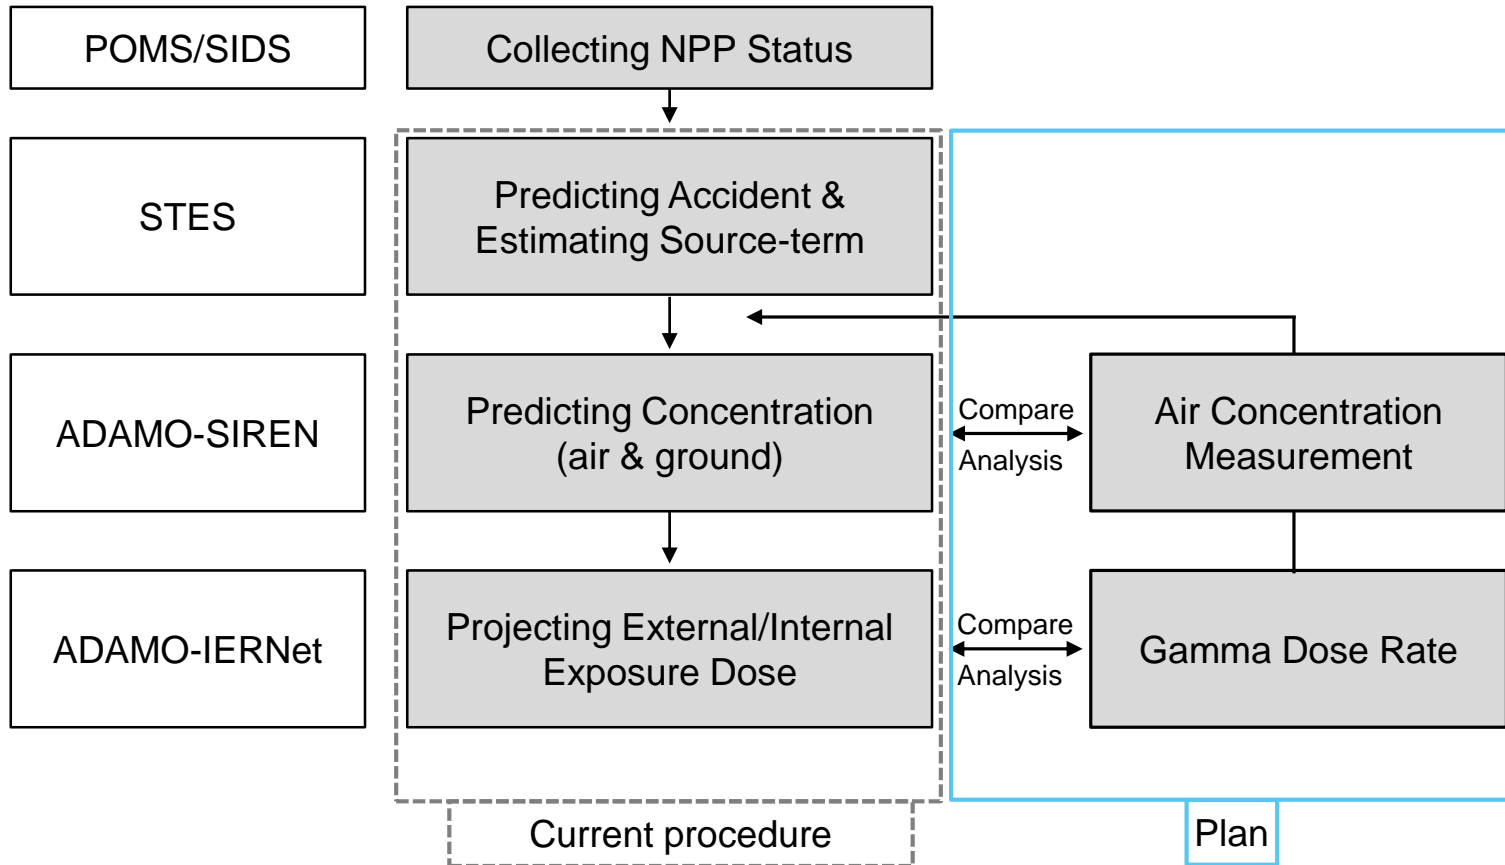 POMS/SIDS
Collecting NPP Status
STES
Predicting Accident &
Estimating Source-term
ADAMO-SIREN
Predicting Concentration
(air & ground)
Compare
Analysis
Air Concentration
Measurement
ADAMO-IERNet
Projecting External/Internal
Exposure Dose
Compare
Analysis
Gamma Dose Rate
Current procedure
Plan